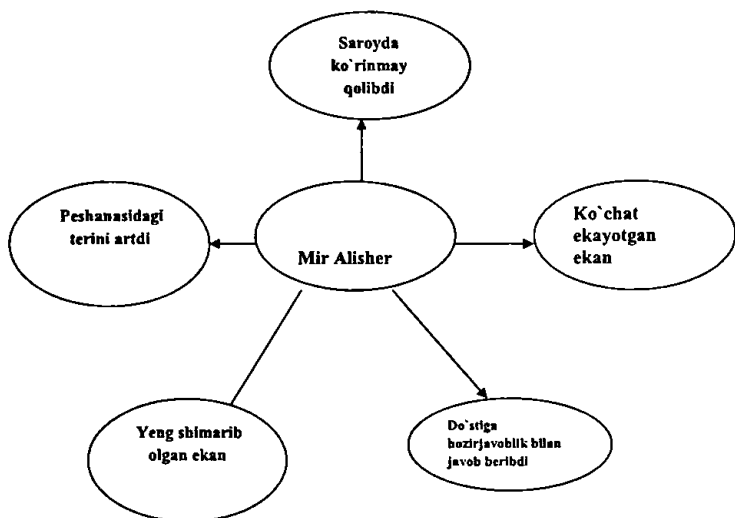 Saroyda
ko`rinmay
qolibdi
Peshanasidagi
terini artdi
Mir Alisher
Ko`chat
ekayotgan
ekan
Yeng shimarib
olgan ekan
Do`stiga
hozirjavoblik bilan
javob beribdi